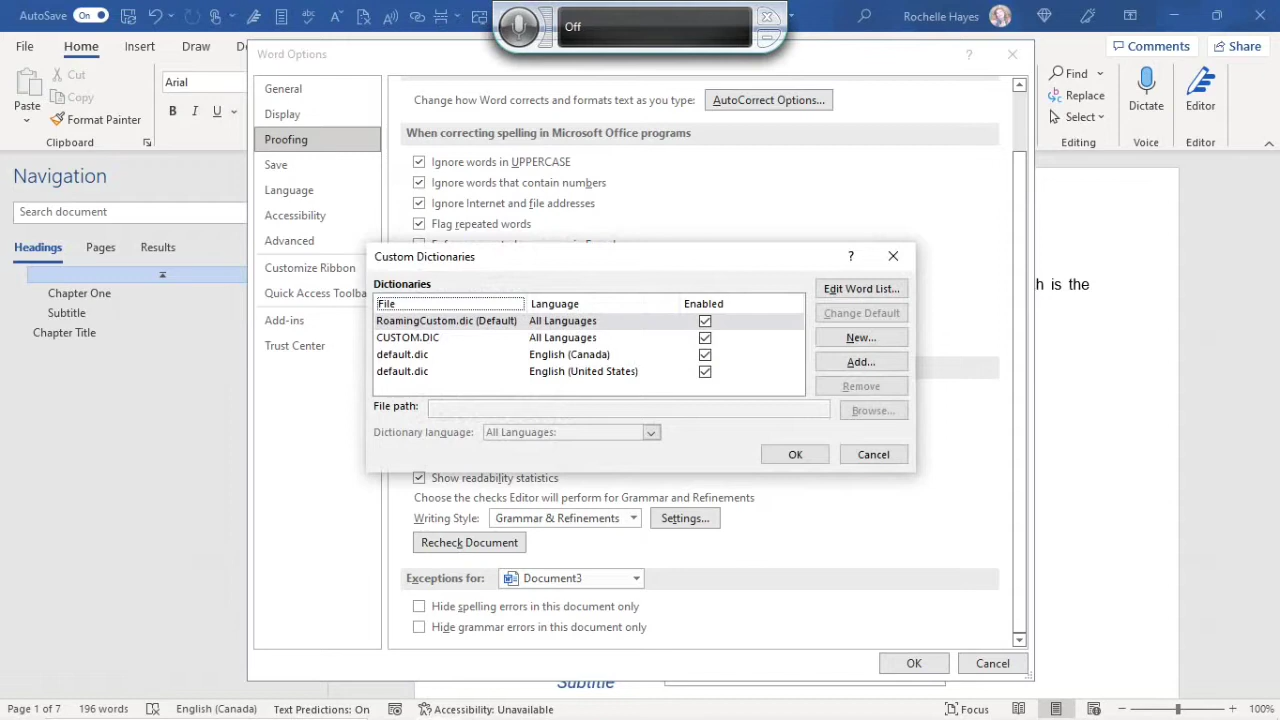 AutoSave On
Off
Rochelle Hayes
File Home Insert Draw
Comments Share
Word Options
Paste
Cut
Copy
Format Painter
Clipboard
Arial
B I U
Find
Replace
Select
Editing
Dictate
Voice
Editor
Editor
Navigation
Search document
Headings Pages Results
Chapter One
Subtitle
Chapter Title
General
Display
Proofing
Save
Language
Accessibility
Advanced
Customize Ribbon
Quick Access Toolba
Add-ins
Trust Center
Change how Word corrects and formats text as you type: AutoCorrect Options...
When correcting spelling in Microsoft Office programs
Ignore words in UPPERCASE
Ignore words that contain numbers
Ignore Internet and file addresses
Flag repeated words
Custom Dictionaries
Dictionaries
File Language Enabled
RoamingCustom.dic (Default) All Languages
CUSTOM.DIC All Languages
default.dic English (Canada)
default.dic English (United States)
Edit Word List...
Change Default
New...
Add...
Remove
File path: Browse...
Dictionary language: All Languages:
OK Cancel
h is the
Show readability statistics
Choose the checks Editor will perform for Grammar and Refinements
Writing Style: Grammar & Refinements Settings...
Recheck Document
Exceptions for: Document3
Hide spelling errors in this document only
Hide grammar errors in this document only
OK Cancel
Subtitle
Page 1 of 7 196 words English (Canada) Text Predictions: On Accessibility: Unavailable Focus 100%